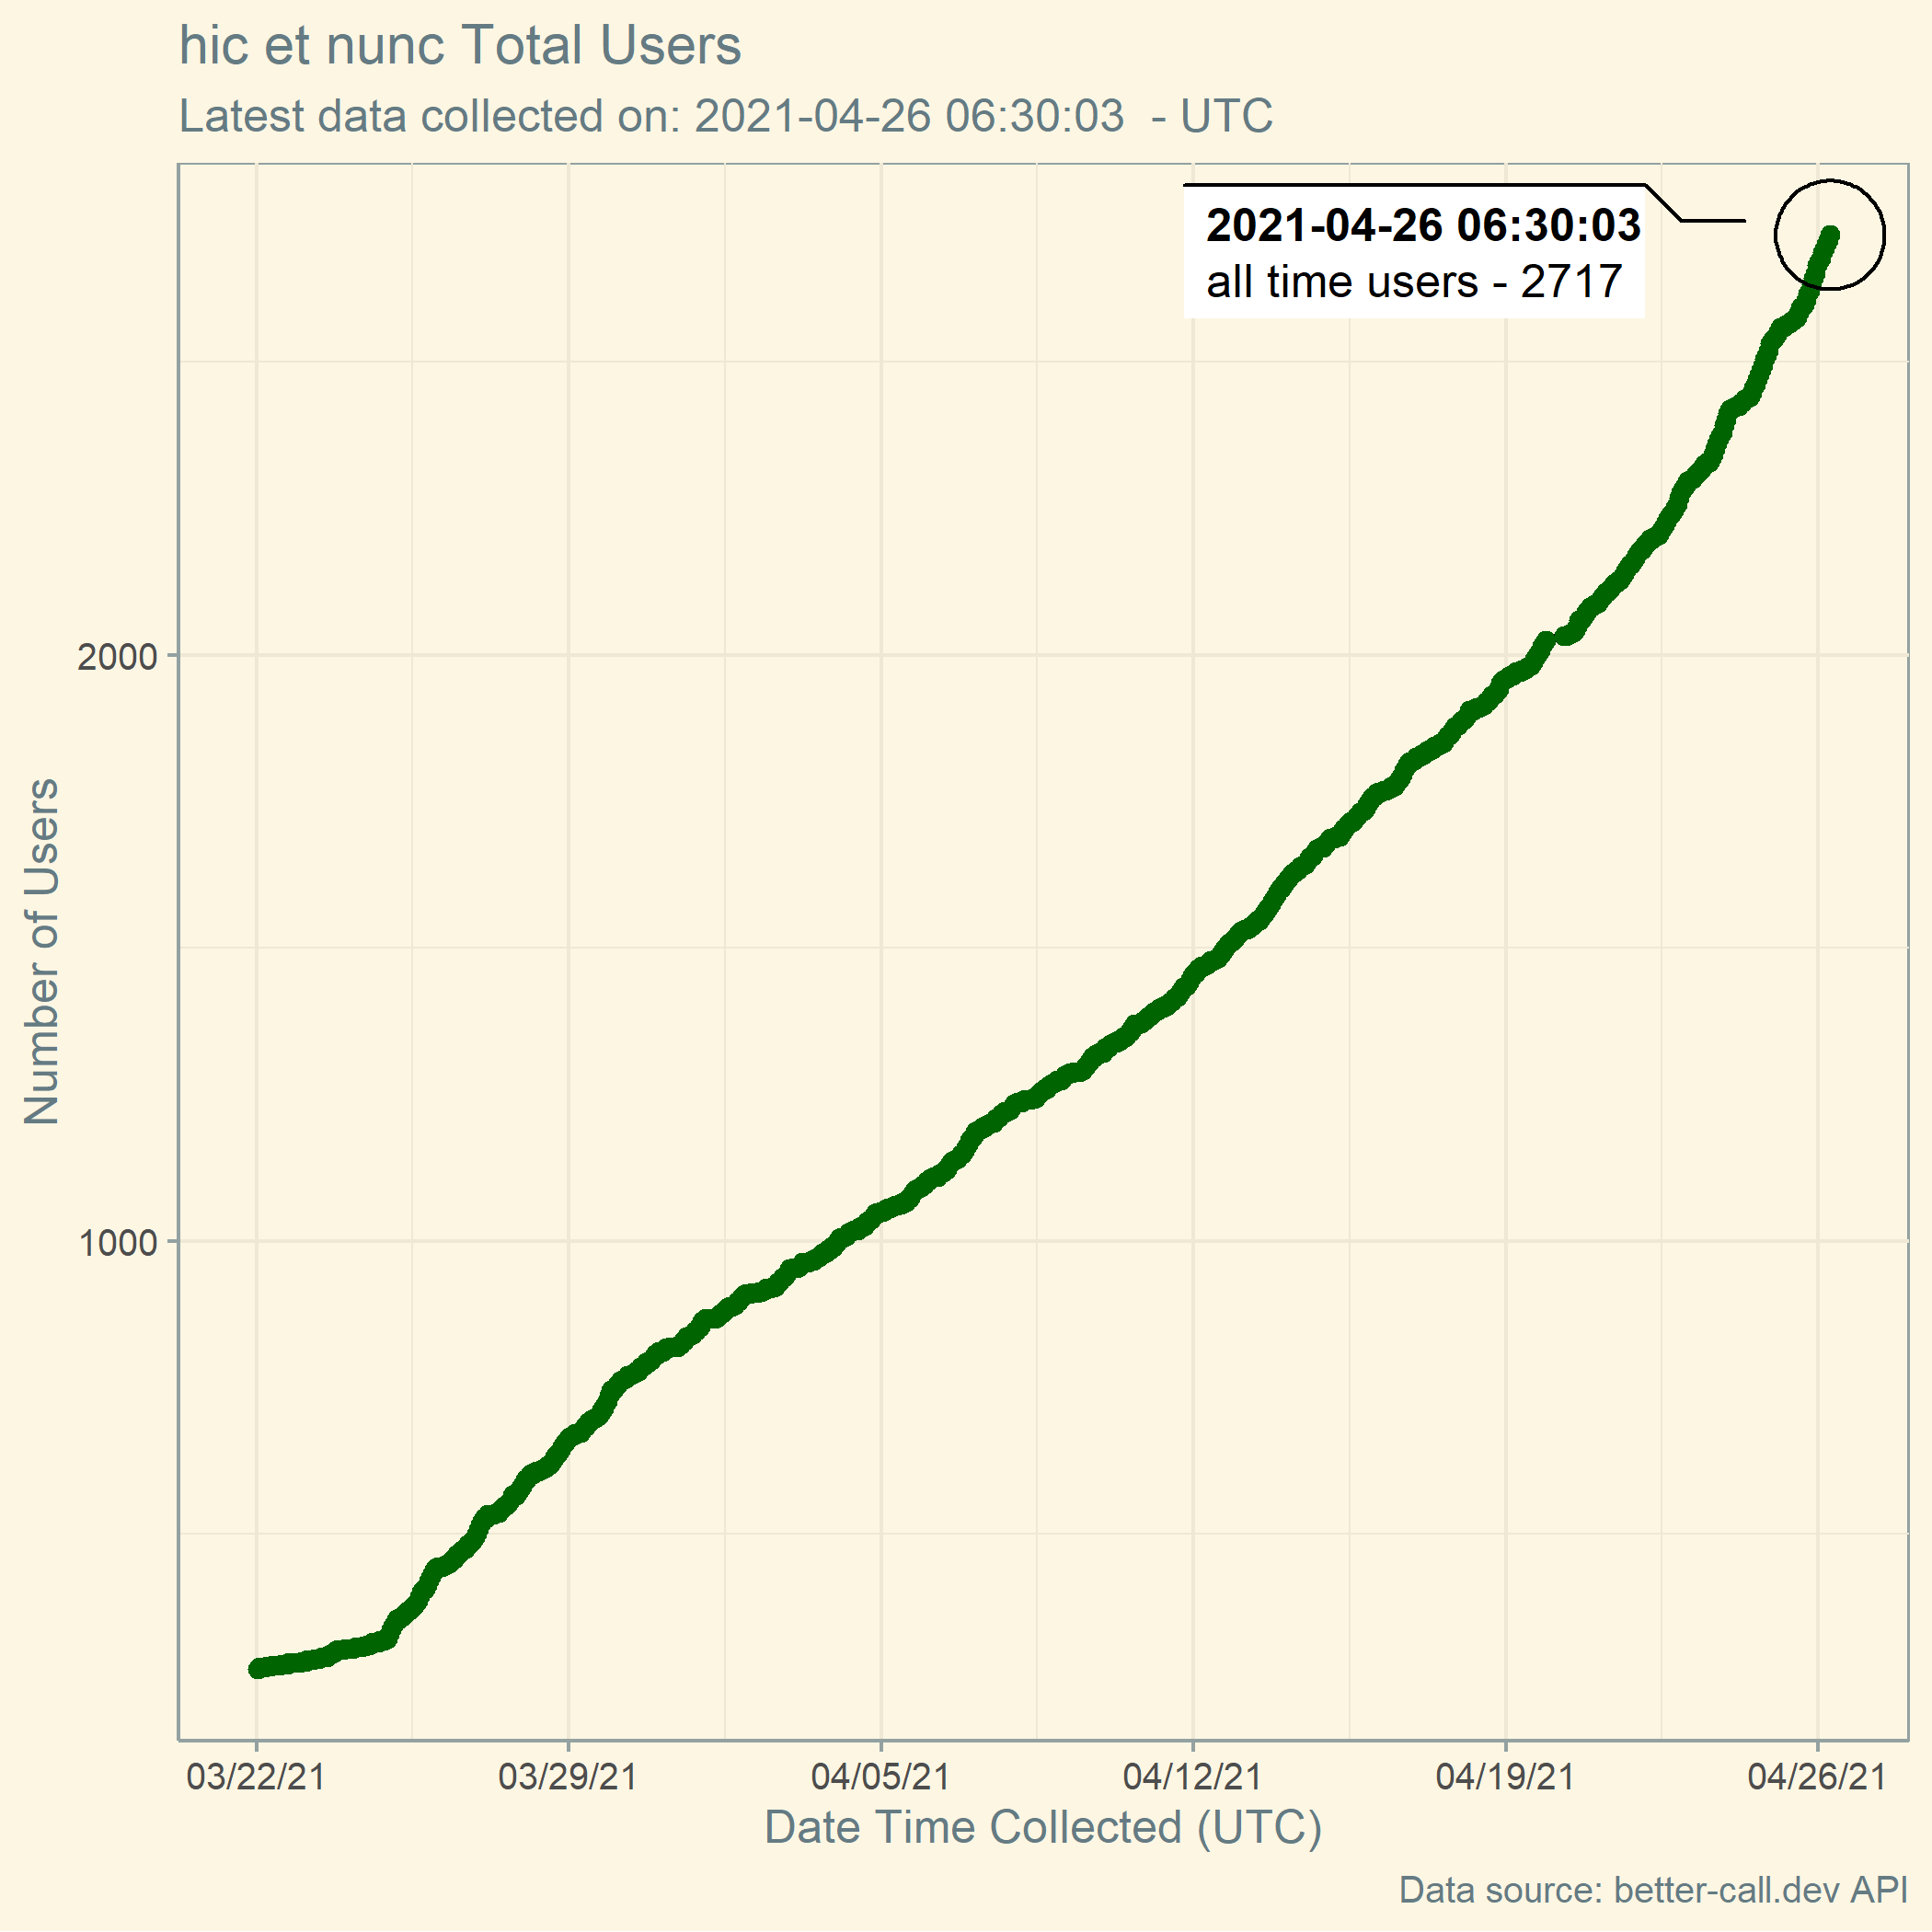 hic et nunc Total Users
Latest data collected on: 2021-04-26 06:30:03  - UTC
2021-04-26 06:30:03
all time users - 2717
Number of Users
2000
1000
03/22/21 03/29/21 04/05/21 04/12/21 04/19/21 04/26/21
Date Time Collected (UTC)
Data source: better-call.dev API